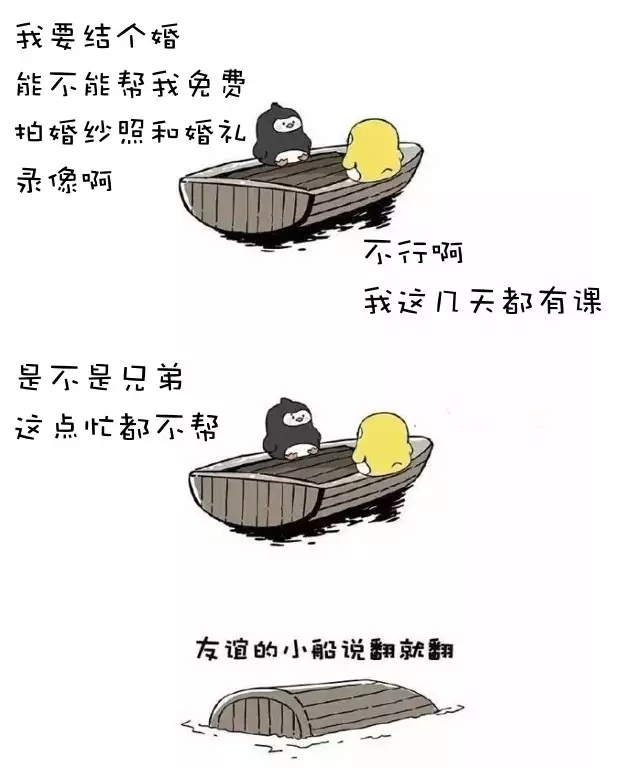 我要结个婚
能不能帮我免费
拍婚纱照和婚礼
录像啊
不行啊
我这几天都有课
是不是兄弟
这点忙都不帮
友谊的小船说翻就翻